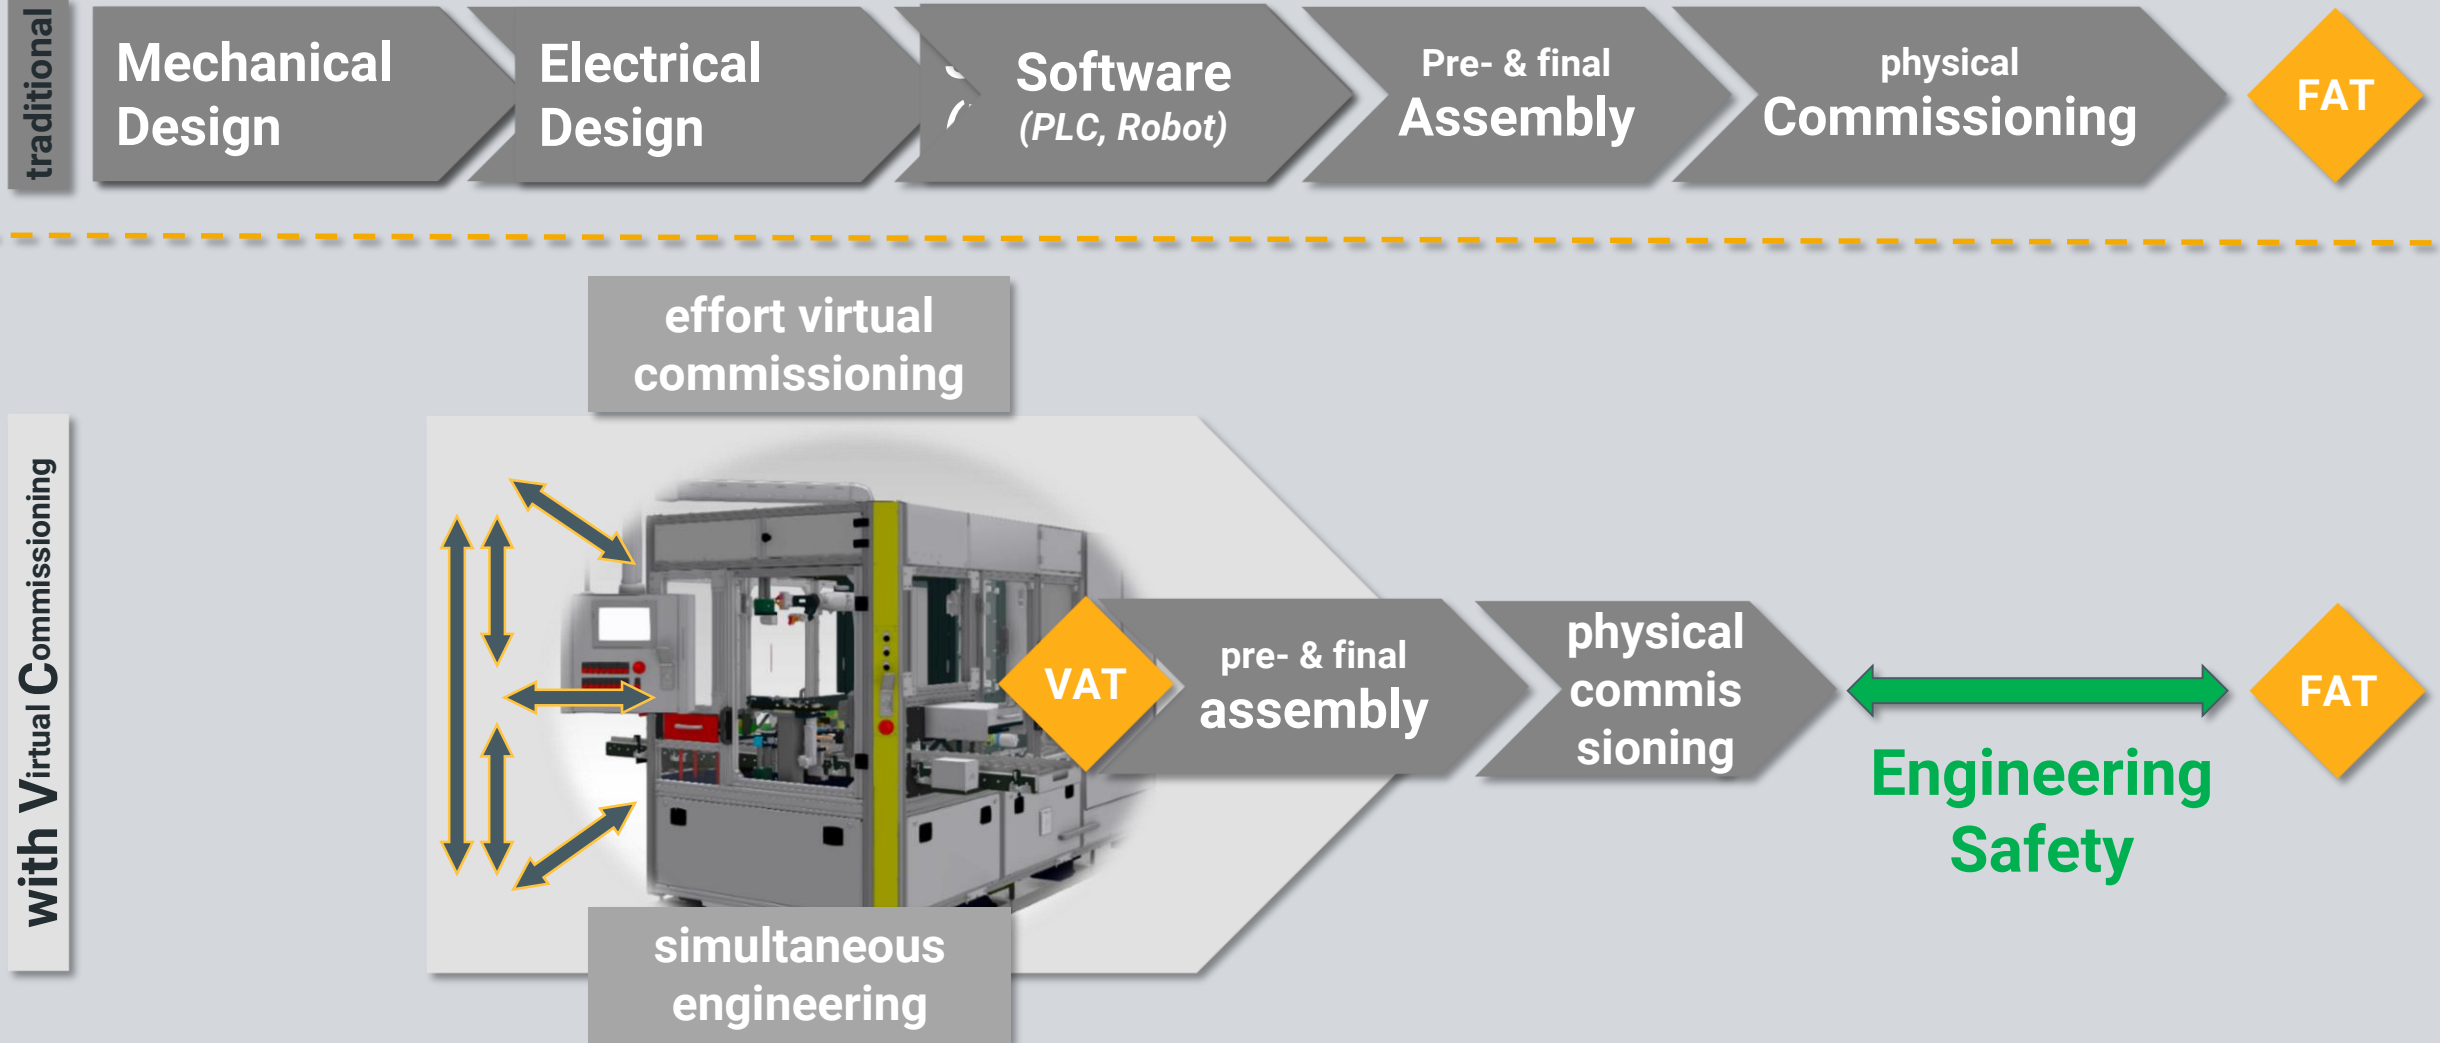 traditional
Mechanical
Design
Electrical
Design
Software
(PLC, Robot)
Pre- & final
Assembly
physical
Commissioning
FAT
effort virtual
commissioning
with Virtual Commissioning
VAT
pre- & final
assembly
physical
commis
sioning
Engineering
Safety
FAT
simultaneous
engineering